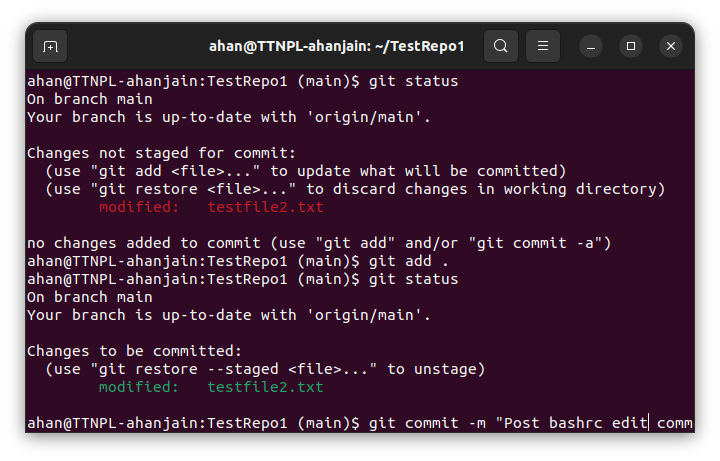 ahan@TTNPL-ahanjain: ~/TestRepo1
ahan@TTNPL-ahanjain:TestRepo1 (main)$ git status
On branch main
Your branch is up-to-date with 'origin/main'.
Changes not staged for commit:
(use "git add <file>..." to update what will be committed)
(use "git restore <file>..." to discard changes in working directory)
modified: testfile2.txt
no changes added to commit (use "git add" and/or "git commit -a")
ahan@TTNPL-ahanjain:TestRepo1 (main)$ git add .
ahan@TTNPL-ahanjain:TestRepo1 (main)$ git status
On branch main
Your branch is up-to-date with 'origin/main'.
Changes to be committed:
(use "git restore --staged <file>..." to unstage)
modified: testfile2.txt
ahan@TTNPL-ahanjain:TestRepo1 (main)$ git commit -m "Post bashrc edit comm